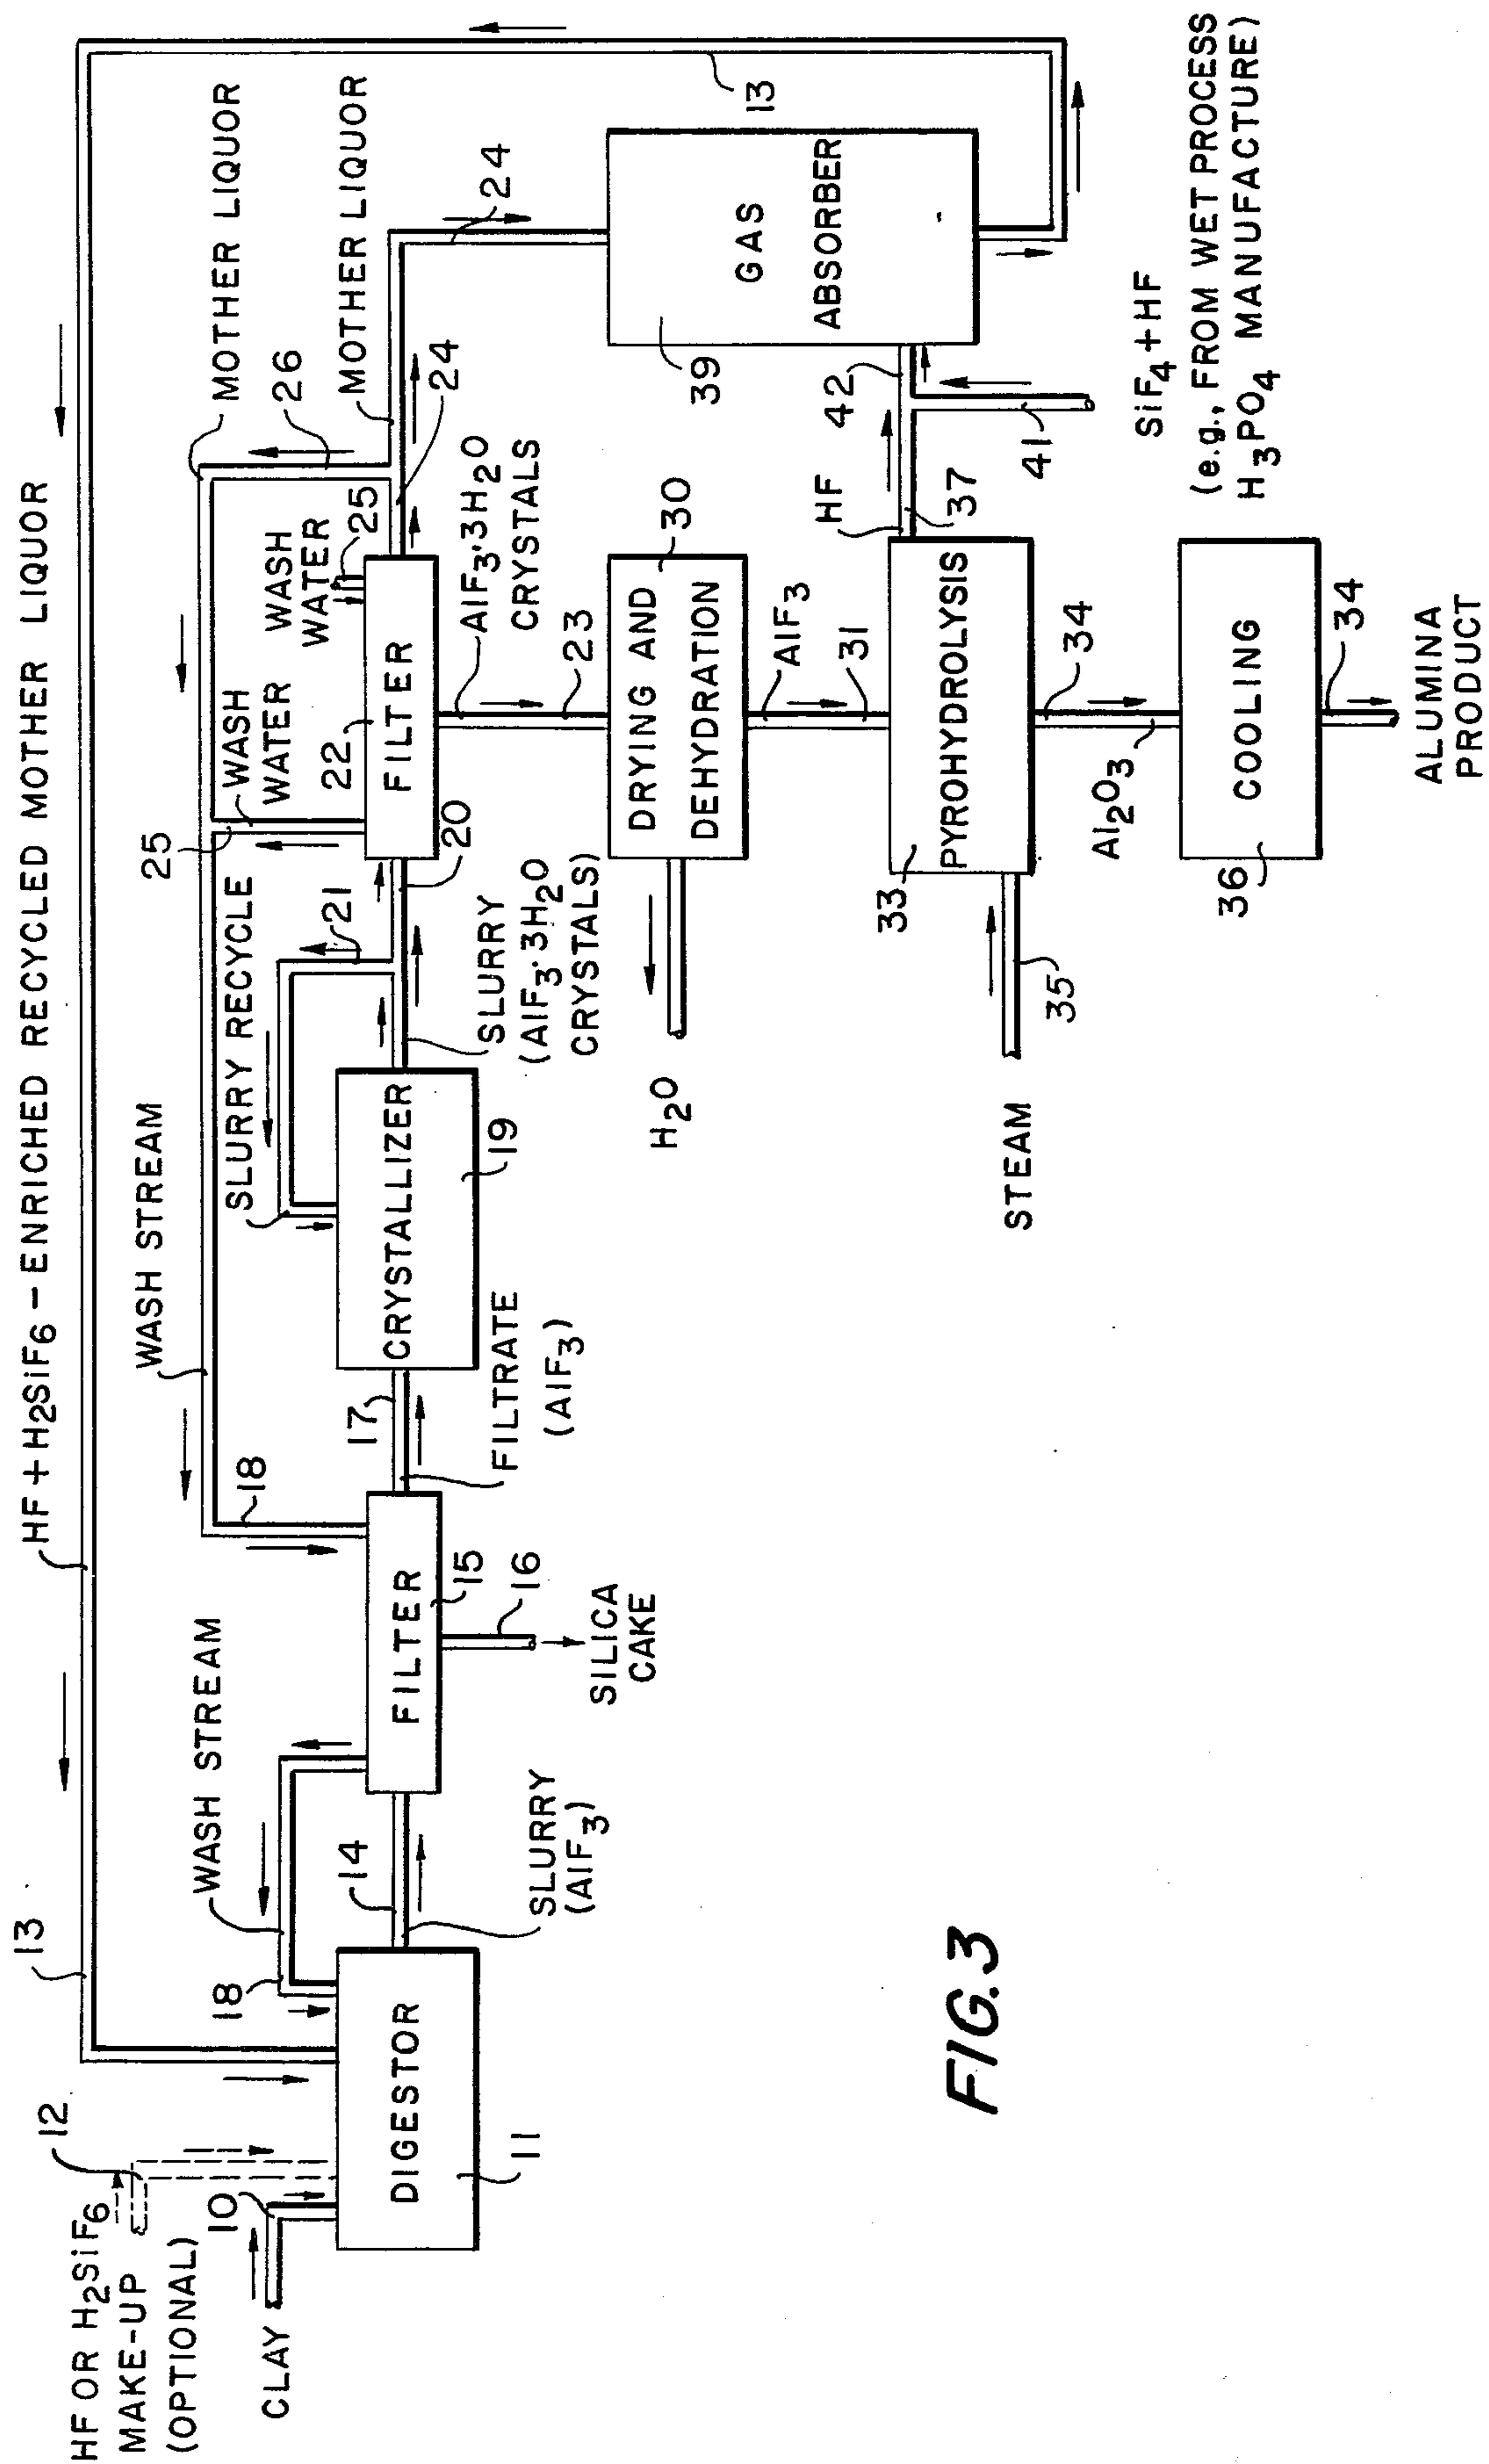 HF + H2SiF6 – ENRICHED RECYCLED MOTHER LIQUOR
13
HF OR H2SiF6
MAKE-UP
(OPTIONAL)
12
CLAY
10
DIGESTOR
11
18
WASH STREAM
14
SLURRY
(AlF3)
FILTER
15
16
SILICA
CAKE
18
WASH STREAM
17
FILTRATE
(AlF3)
CRYSTALLIZER
19
SLURRY RECYCLE
21
SLURRY
(AlF3·3H2O
CRYSTALS)
20
25
WASH
WATER
22
FILTER
WASH
WATER
25
26
MOTHER LIQUOR
MOTHER LIQUOR
24
24
AlF3·3H2O
CRYSTALS
23
DRYING AND
DEHYDRATION
30
H2O
AlF3
31
PYROHYDROLYSIS
33
STEAM
35
HF
37
42
41
SiF4 + HF
(e.g., FROM WET PROCESS
H3PO4 MANUFACTURE)
GAS
ABSORBER
39
13
Al2O3
34
COOLING
36
34
ALUMINA
PRODUCT
FIG.3